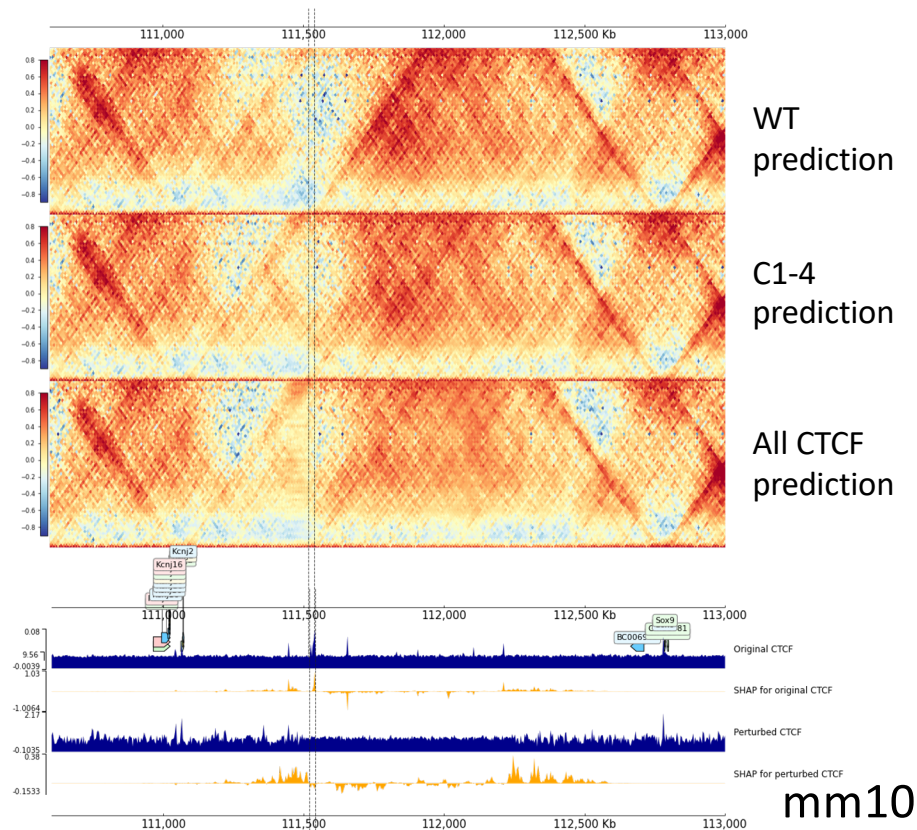 111,000 111,500 112,000 112,500 Kb 113,000
0.8
0.6
0.4
0.2
0.0
−0.2
−0.4
−0.6
−0.8
WT
prediction
0.8
0.6
0.4
0.2
0.0
−0.2
−0.4
−0.6
−0.8
C1-4
prediction
0.8
0.6
0.4
0.2
0.0
−0.2
−0.4
−0.6
−0.8
All CTCF
prediction
Kcnj2
Kcnj16
111,000 111,500 112,000 112,500 Kb 113,000
Sox9
BC0069
81
0.08
9.56
-0.0039
Original CTCF
1.03
-1.0064
SHAP for original CTCF
2.17
-0.1035
Perturbed CTCF
0.38
-0.1533
SHAP for perturbed CTCF
111,000 111,500 112,000 112,500 Kb 113,000
mm10